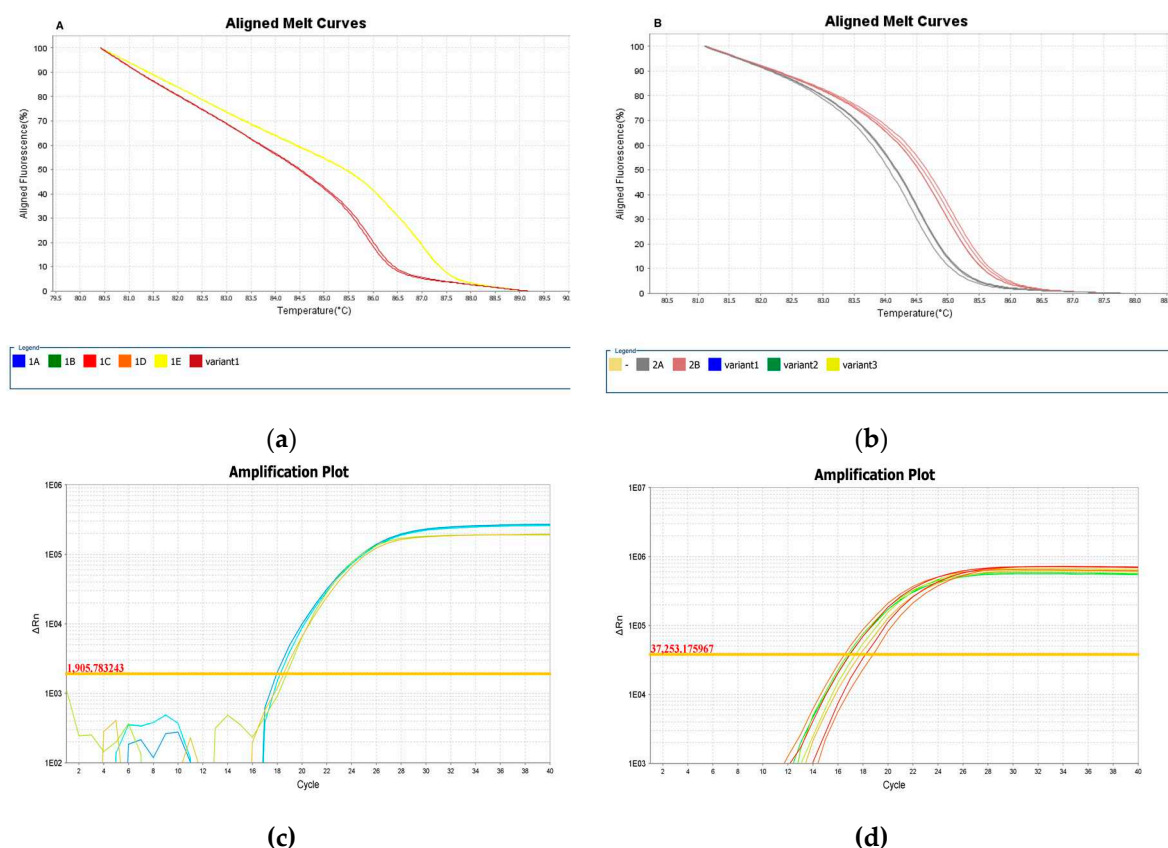 A
Aligned Melt Curves
Aligned Fluorescence(%)
100
90
80
70
60
50
40
30
20
10
0
79.5 80.0 80.5 81.0 81.5 82.0 82.5 83.0 83.5 84.0 84.5 85.0 85.5 86.0 86.5 87.0 87.5 88.0 88.5 89.0 89.5 90.
Temperature(°C)
Legend
1A 1B 1C 1D 1E variant1
(a)
B
Aligned Melt Curves
Aligned Fluorescence(%)
100
90
80
70
60
50
40
30
20
10
0
80.5 81.0 81.5 82.0 82.5 83.0 83.5 84.0 84.5 85.0 85.5 86.0 86.5 87.0 87.5 88.0 88.
Temperature(°C)
Legend
- 2A 2B variant1 variant2 variant3
(b)
Amplification Plot
ΔRn
1E06
1E05
1E04
1,905.783243
1E03
1E02
2 4 6 8 10 12 14 16 18 20 22 24 26 28 30 32 34 36 38 40
Cycle
(c)
Amplification Plot
ΔRn
1E07
1E06
1E05
37,253.175967
1E04
1E03
2 4 6 8 10 12 14 16 18 20 22 24 26 28 30 32 34 36 38 40
Cycle
(d)